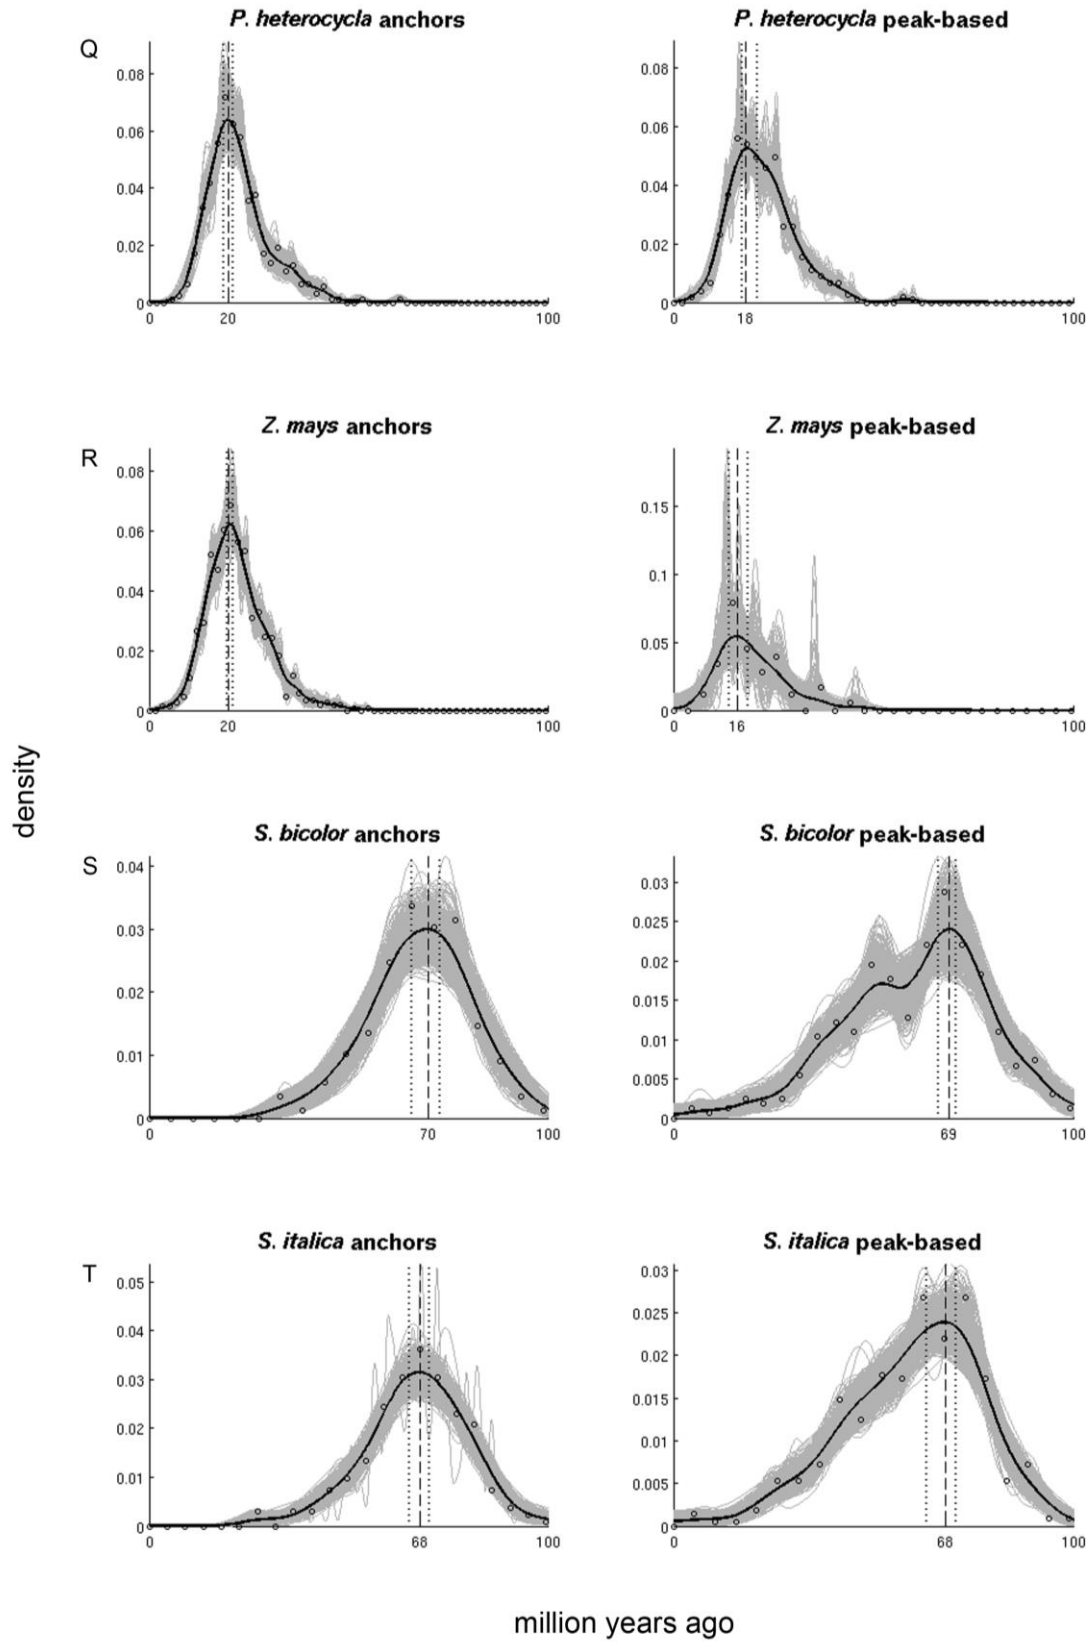 P. heterocycla anchors
P. heterocycla peak-based
Q
0.08
0.06
0.04
0.02
0
0 20 100
0.08
0.06
0.04
0.02
0
0 18 100
Z. mays anchors
Z. mays peak-based
R
0.08
0.06
0.04
0.02
0
0 20 100
0.15
0.1
0.05
0
0 16 100
density
S. bicolor anchors
S. bicolor peak-based
S
0.04
0.03
0.02
0.01
0
0 70 100
0.03
0.025
0.02
0.015
0.01
0.005
0
0 69 100
S. italica anchors
S. italica peak-based
T
0.05
0.04
0.03
0.02
0.01
0
0 68 100
0.03
0.025
0.02
0.015
0.01
0.005
0
0 68 100
million years ago